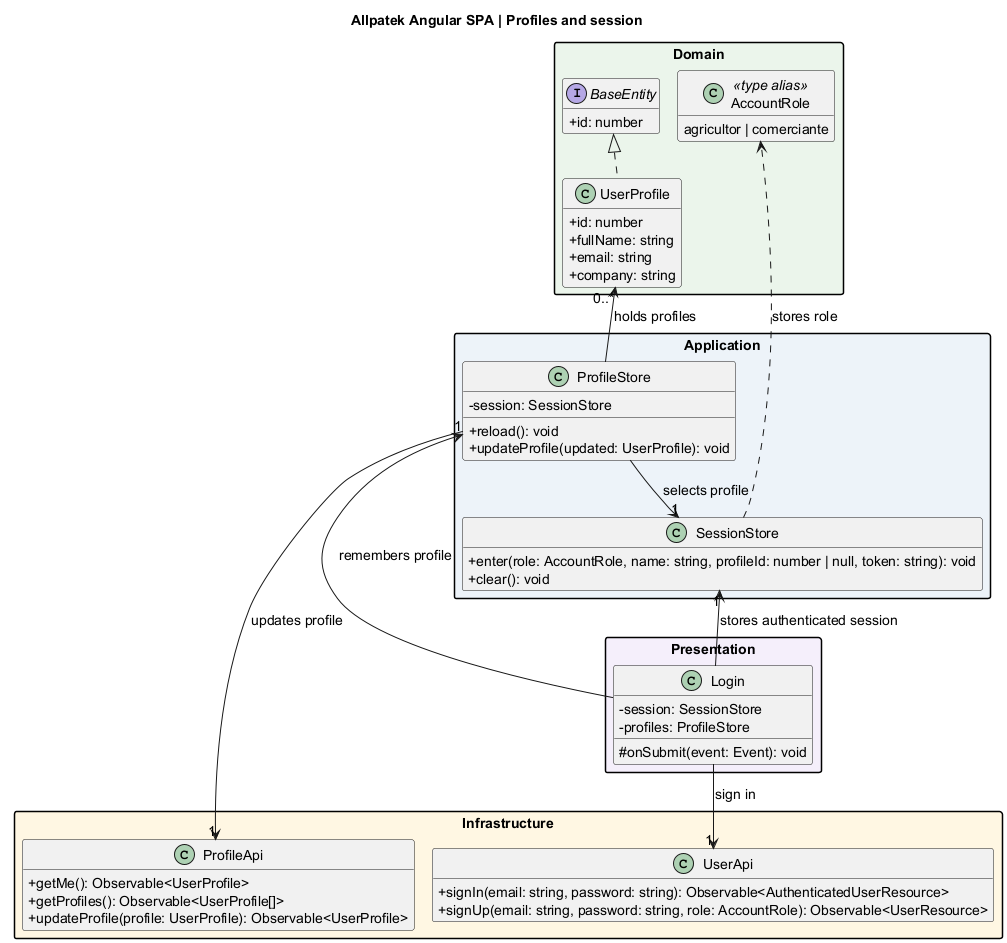 Allpatek Angular SPA | Profiles and session
Domain
I BaseEntity
+id: number
«type alias»
C AccountRole
agricultor | comerciante
C UserProfile
+id: number
+fullName: string
+email: string
+company: string
0..
holds profiles
stores role
Application
C ProfileStore
-session: SessionStore
+reload(): void
+updateProfile(updated: UserProfile): void
1
selects profile
1
C SessionStore
+enter(role: AccountRole, name: string, profileId: number | null, token: string): void
+clear(): void
remembers profile
updates profile
1
stores authenticated session
Presentation
C Login
-session: SessionStore
-profiles: ProfileStore
#onSubmit(event: Event): void
sign in
Infrastructure
1
C ProfileApi
+getMe(): Observable<UserProfile>
+getProfiles(): Observable<UserProfile[]>
+updateProfile(profile: UserProfile): Observable<UserProfile>
1
C UserApi
+signIn(email: string, password: string): Observable<AuthenticatedUserResource>
+signUp(email: string, password: string, role: AccountRole): Observable<UserResource>